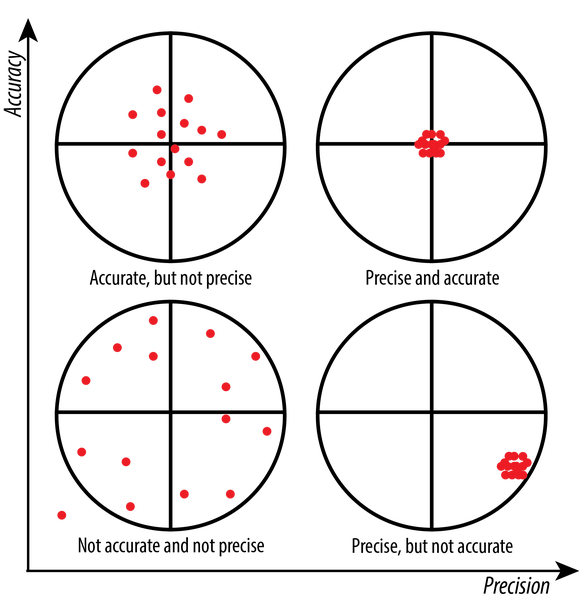 Accuracy
Accurate, but not precise
Precise and accurate
Not accurate and not precise
Precise, but not accurate
Precision